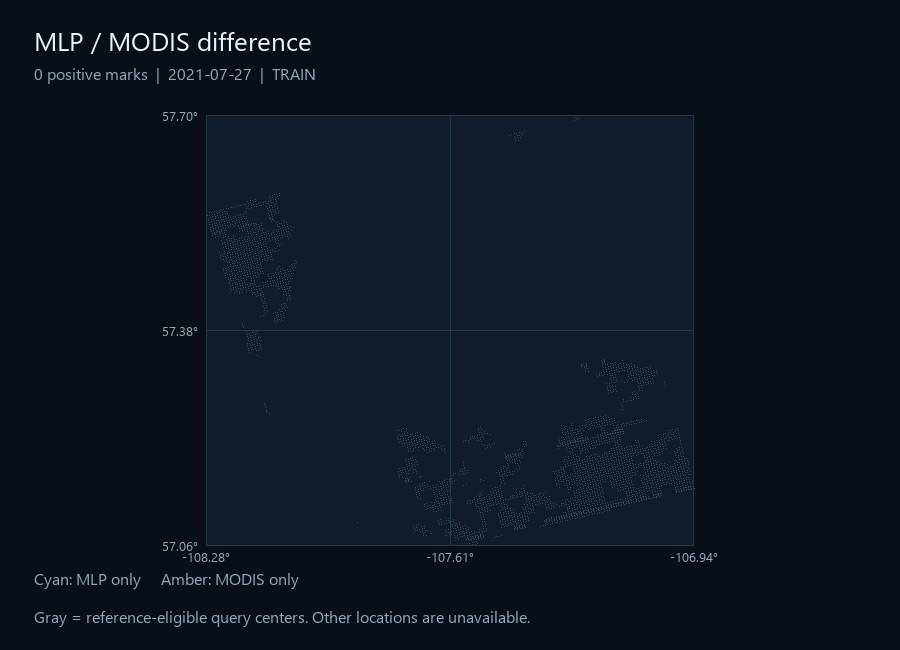 MLP / MODIS difference
0 positive marks | 2021-07-27 | TRAIN
57.70°
57.38°
57.06°
-108.28° -107.61° -106.94°
Cyan: MLP only Amber: MODIS only
Gray = reference-eligible query centers. Other locations are unavailable.